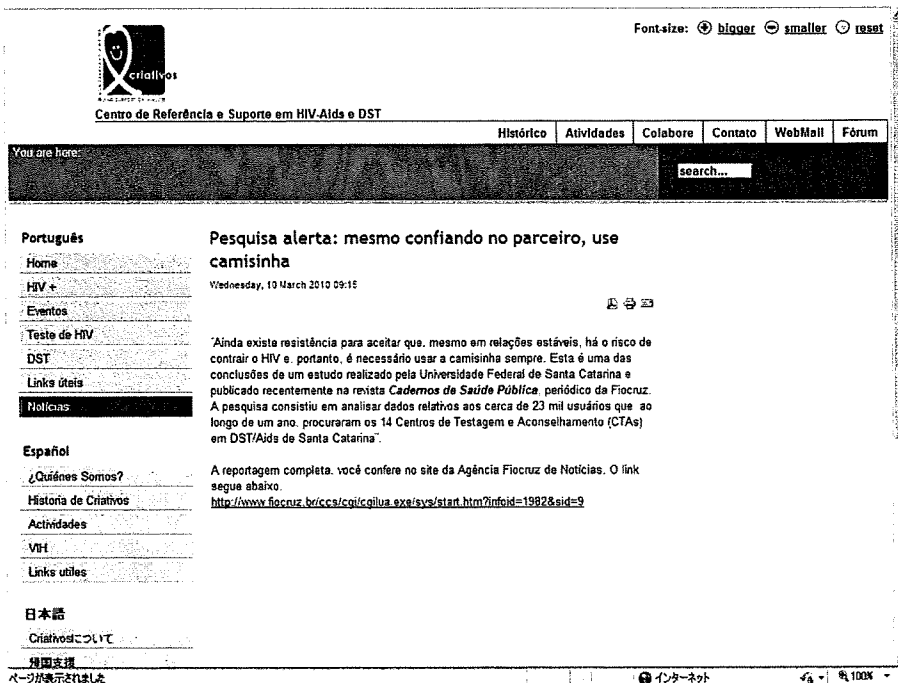 Font-size: bigger smaller reset
criativos
Centro de Referência e Suporte em HIV-Aids e DST
Histórico Atividades Colabore Contato WebMail Fórum
You are here:
search...
Português
Home
HIV +
Eventos
Teste de HIV
DST
Links úteis
Notícias
Español
¿Quiénes Somos?
Historia de Criativos
Actividades
VIH
Links utiles
日本語
Criativosについて
帰国支援
Pesquisa alerta: mesmo confiando no parceiro, use
camisinha
Wednesday, 10 March 2010 09:15
"Ainda existe resistência para aceitar que, mesmo em relações estáveis, há o risco de
contrair o HIV e, portanto, é necessário usar a camisinha sempre. Esta é uma das
conclusões de um estudo realizado pela Universidade Federal de Santa Catarina e
publicado recentemente na revista Cadernos de Saúde Pública, periódico da Fiocruz.
A pesquisa consistiu em analisar dados relativos aos cerca de 23 mil usuários que ao
longo de um ano, procuraram os 14 Centros de Testagem e Aconselhamento (CTAs)
em DST/Aids de Santa Catarina".
A reportagem completa, você confere no site da Agência Fiocruz de Notícias. O link
segue abaixo.
http://www.fiocruz.br/ccs/cgi/cgilua.exe/sys/start.htm?infoid=1982&sid=9
ページが表示されました
インターネット
100%